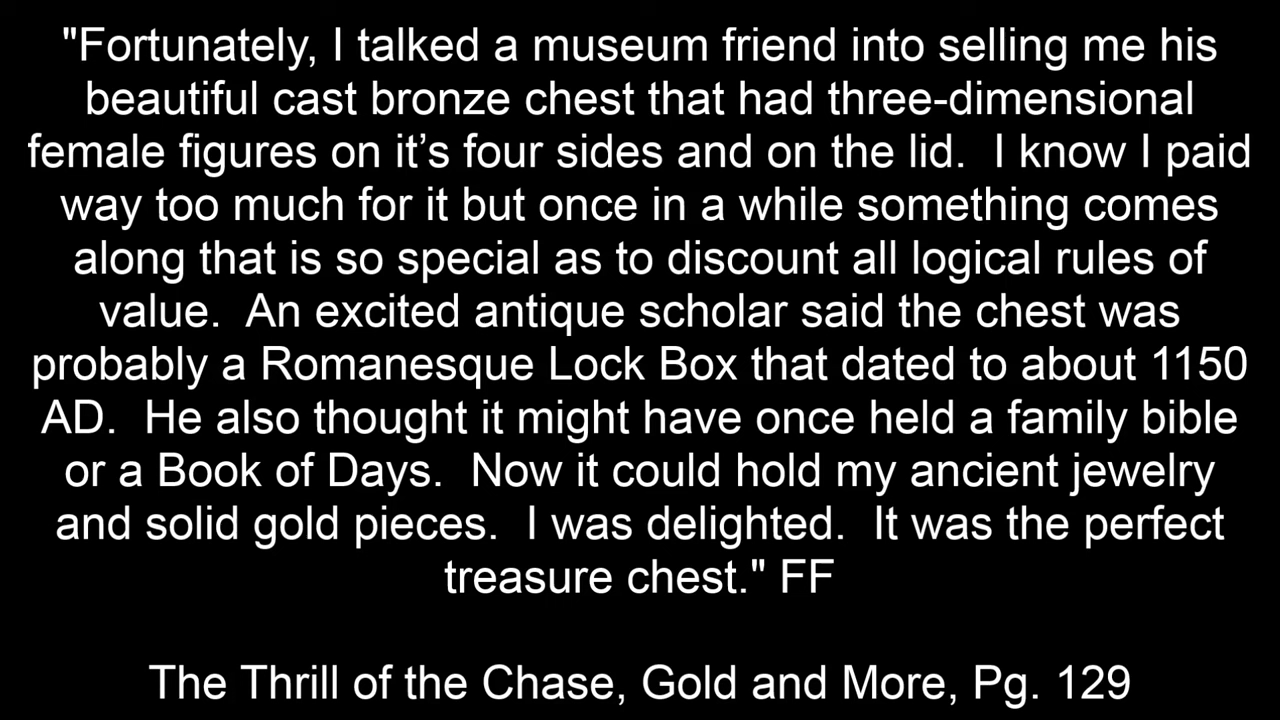 "Fortunately, I talked a museum friend into selling me his
beautiful cast bronze chest that had three-dimensional
female figures on it’s four sides and on the lid.  I know I paid
way too much for it but once in a while something comes
along that is so special as to discount all logical rules of
value.  An excited antique scholar said the chest was
probably a Romanesque Lock Box that dated to about 1150
AD.  He also thought it might have once held a family bible
or a Book of Days.  Now it could hold my ancient jewelry
and solid gold pieces.  I was delighted.  It was the perfect
treasure chest." FF
The Thrill of the Chase, Gold and More, Pg. 129